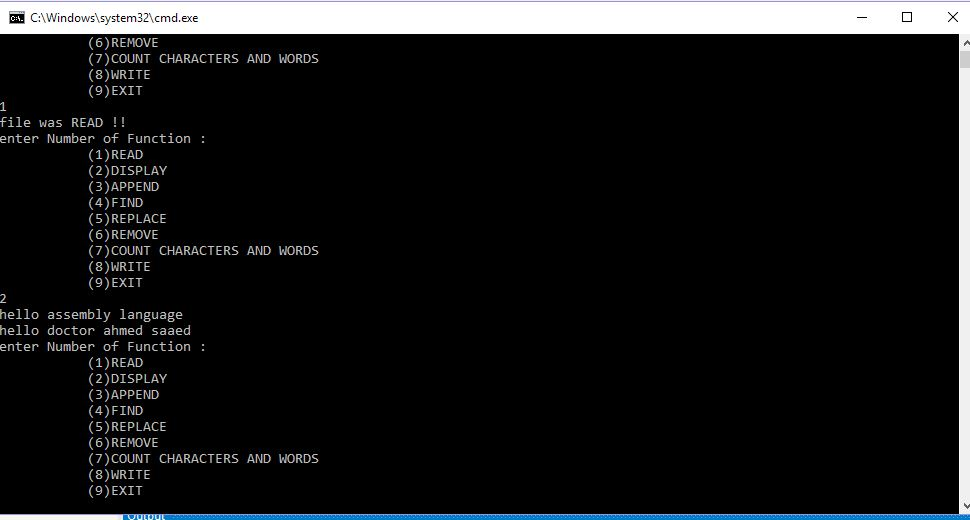 C:\Windows\system32\cmd.exe
(6)REMOVE
(7)COUNT CHARACTERS AND WORDS
(8)WRITE
(9)EXIT
1
file was READ !!
enter Number of Function :
(1)READ
(2)DISPLAY
(3)APPEND
(4)FIND
(5)REPLACE
(6)REMOVE
(7)COUNT CHARACTERS AND WORDS
(8)WRITE
(9)EXIT
2
hello assembly language
hello doctor ahmed saaed
enter Number of Function :
(1)READ
(2)DISPLAY
(3)APPEND
(4)FIND
(5)REPLACE
(6)REMOVE
(7)COUNT CHARACTERS AND WORDS
(8)WRITE
(9)EXIT
Output